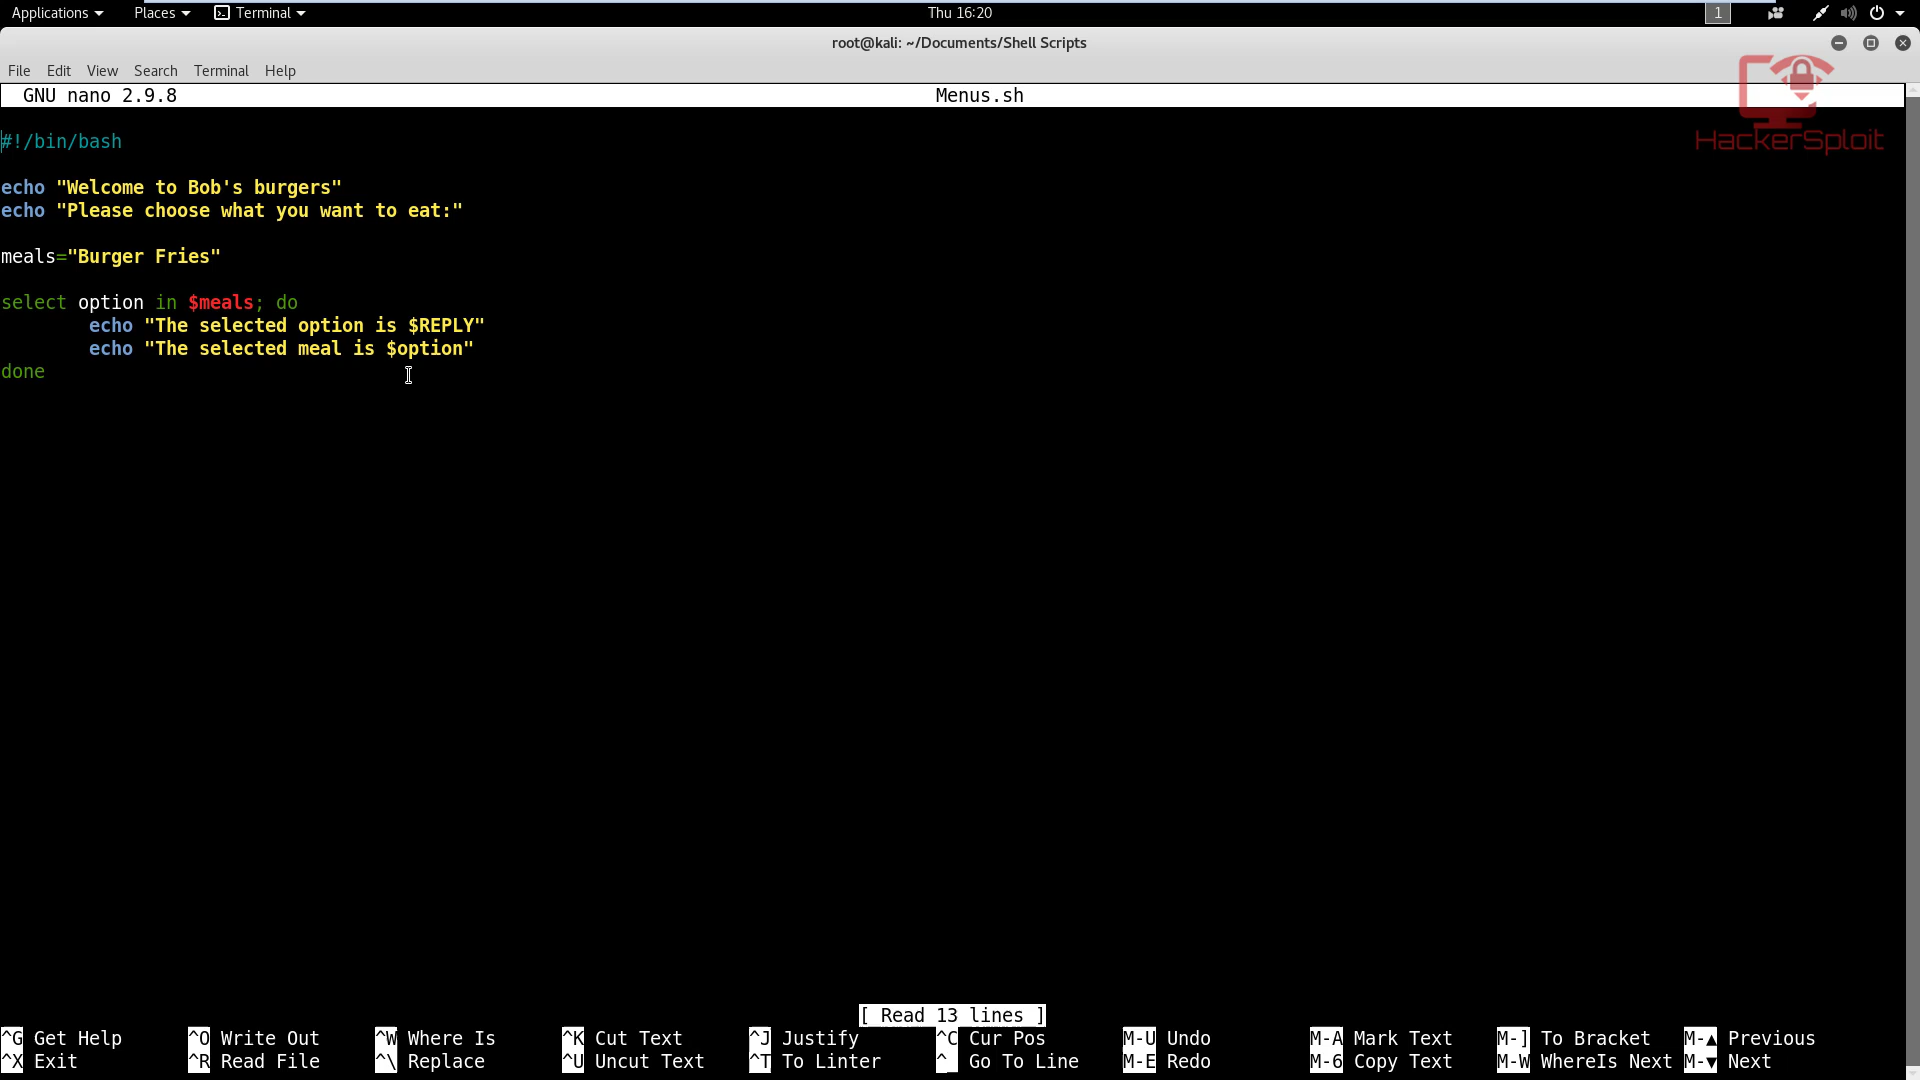 Applications Places Terminal Thu 16:20 1
root@kali: ~/Documents/Shell Scripts
File Edit View Search Terminal Help
GNU nano 2.9.8 Menus.sh
HackerSploit
#!/bin/bash
echo "Welcome to Bob's burgers"
echo "Please choose what you want to eat:"
meals="Burger Fries"
select option in $meals; do
echo "The selected option is $REPLY"
echo "The selected meal is $option"
done
[ Read 13 lines ]
^G Get Help ^O Write Out ^W Where Is ^K Cut Text ^J Justify ^C Cur Pos M-U Undo M-A Mark Text M-] To Bracket M-▲ Previous
^X Exit ^R Read File ^\ Replace ^U Uncut Text ^T To Linter ^_ Go To Line M-E Redo M-6 Copy Text M-W WhereIs Next M-▼ Next